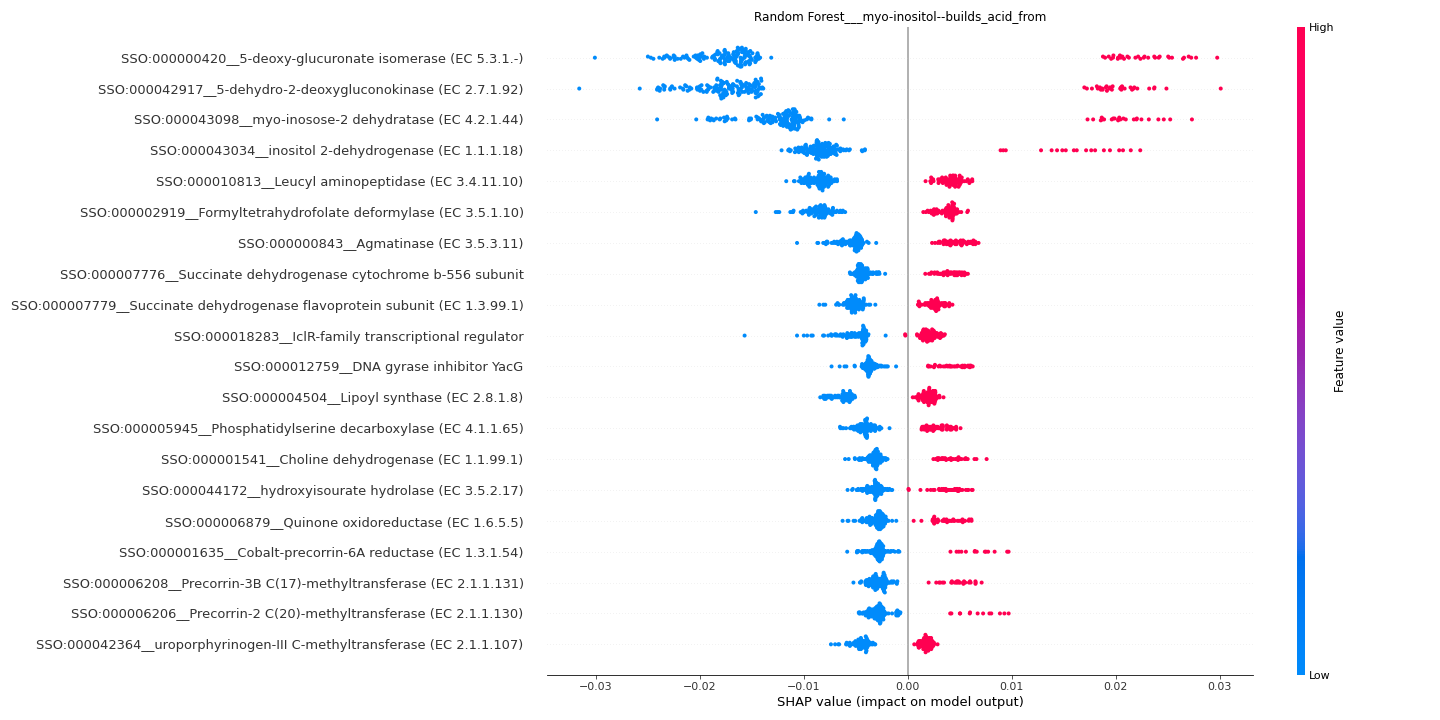 Random Forest___myo-inositol--builds_acid_from
High
SSO:000000420__5-deoxy-glucuronate isomerase (EC 5.3.1.-)
SSO:000042917__5-dehydro-2-deoxygluconokinase (EC 2.7.1.92)
SSO:000043098__myo-inosose-2 dehydratase (EC 4.2.1.44)
SSO:000043034__inositol 2-dehydrogenase (EC 1.1.1.18)
SSO:000010813__Leucyl aminopeptidase (EC 3.4.11.10)
SSO:000002919__Formyltetrahydrofolate deformylase (EC 3.5.1.10)
SSO:000000843__Agmatinase (EC 3.5.3.11)
SSO:000007776__Succinate dehydrogenase cytochrome b-556 subunit
SSO:000007779__Succinate dehydrogenase flavoprotein subunit (EC 1.3.99.1)
SSO:000018283__IclR-family transcriptional regulator
SSO:000012759__DNA gyrase inhibitor YacG
SSO:000004504__Lipoyl synthase (EC 2.8.1.8)
SSO:000005945__Phosphatidylserine decarboxylase (EC 4.1.1.65)
SSO:000001541__Choline dehydrogenase (EC 1.1.99.1)
SSO:000044172__hydroxyisourate hydrolase (EC 3.5.2.17)
SSO:000006879__Quinone oxidoreductase (EC 1.6.5.5)
SSO:000001635__Cobalt-precorrin-6A reductase (EC 1.3.1.54)
SSO:000006208__Precorrin-3B C(17)-methyltransferase (EC 2.1.1.131)
SSO:000006206__Precorrin-2 C(20)-methyltransferase (EC 2.1.1.130)
SSO:000042364__uroporphyrinogen-III C-methyltransferase (EC 2.1.1.107)
Feature value
Low
−0.03 −0.02 −0.01 0.00 0.01 0.02 0.03
SHAP value (impact on model output)